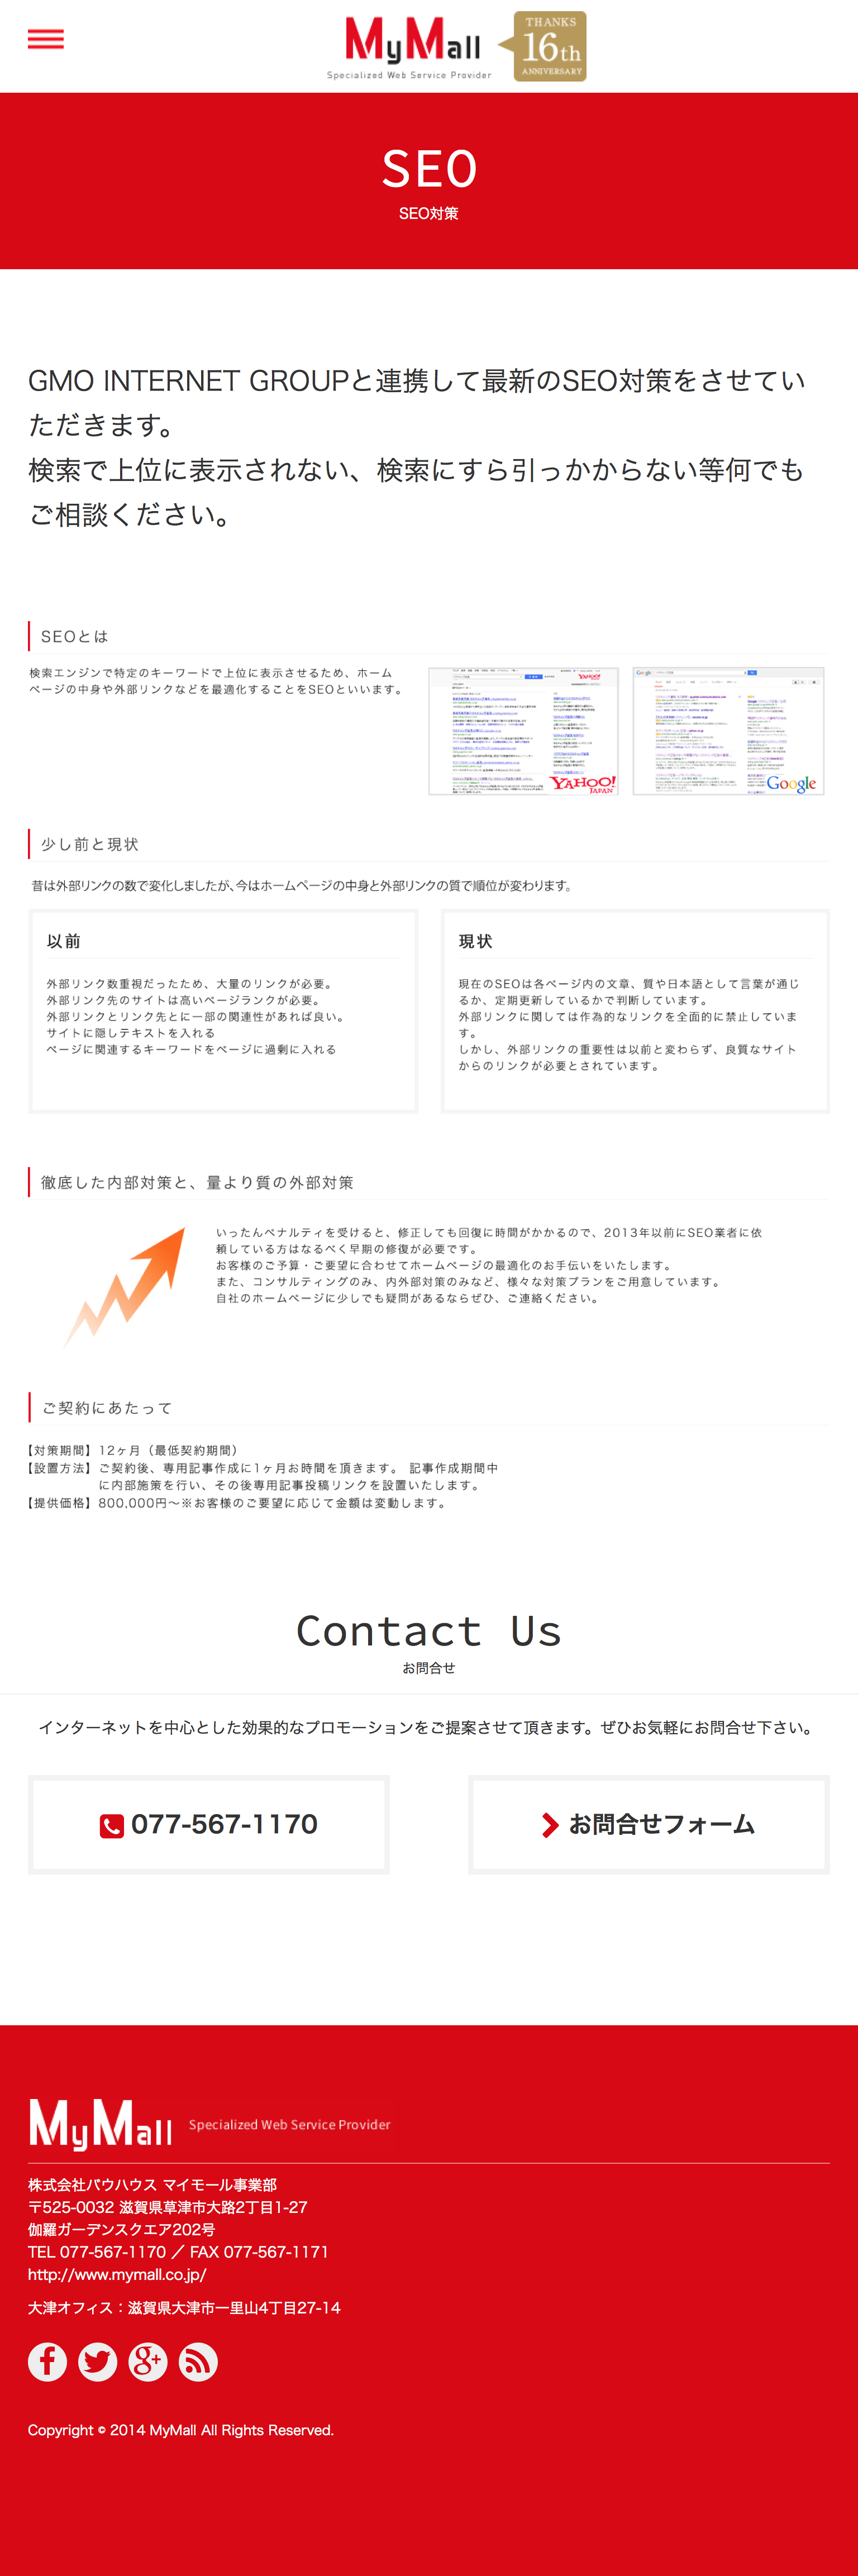 MyMall
Specialized Web Service Provider
THANKS
16th
ANNIVERSARY
SEO
SEO対策
GMO INTERNET GROUPと連携して最新のSEO対策をさせてい
ただきます。
検索で上位に表示されない、検索にすら引っかからない等何でも
ご相談ください。
SEOとは
検索エンジンで特定のキーワードで上位に表示させるため、ホーム
ページの中身や外部リンクなどを最適化することをSEOといいます。
YAHOO!
JAPAN
Google
少し前と現状
昔は外部リンクの数で変化しましたが、今はホームページの中身と外部リンクの質で順位が変わります。
以前
外部リンク数重視だったため、大量のリンクが必要。
外部リンク先のサイトは高いページランクが必要。
外部リンクとリンク先とに一部の関連性があれば良い。
サイトに隠しテキストを入れる
ページに関連するキーワードをページに過剰に入れる
現状
現在のSEOは各ページ内の文章、質や日本語として言葉が通じ
るか、定期更新しているかで判断しています。
外部リンクに関しては作為的なリンクを全面的に禁止していま
す。
しかし、外部リンクの重要性は以前と変わらず、良質なサイト
からのリンクが必要とされています。
徹底した内部対策と、量より質の外部対策
いったんペナルティを受けると、修正しても回復に時間がかかるので、2013年以前にSEO業者に依
頼している方はなるべく早期の修復が必要です。
お客様のご予算・ご要望に合わせてホームページの最適化のお手伝いをいたします。
また、コンサルティングのみ、内外部対策のみなど、様々な対策プランをご用意しています。
自社のホームページに少しでも疑問があるならぜひ、ご連絡ください。
ご契約にあたって
【対策期間】12ヶ月（最低契約期間）
【設置方法】ご契約後、専用記事作成に1ヶ月お時間を頂きます。 記事作成期間中
に内部施策を行い、その後専用記事投稿リンクを設置いたします。
【提供価格】800,000円〜※お客様のご要望に応じて金額は変動します。
Contact Us
お問合せ
インターネットを中心とした効果的なプロモーションをご提案させて頂きます。ぜひお気軽にお問合せ下さい。
077-567-1170
お問合せフォーム
MyMall Specialized Web Service Provider
株式会社バウハウス マイモール事業部
〒525-0032 滋賀県草津市大路2丁目1-27
伽羅ガーデンスクエア202号
TEL 077-567-1170 ／ FAX 077-567-1171
http://www.mymall.co.jp/
大津オフィス：滋賀県大津市一里山4丁目27-14
Copyright © 2014 MyMall All Rights Reserved.